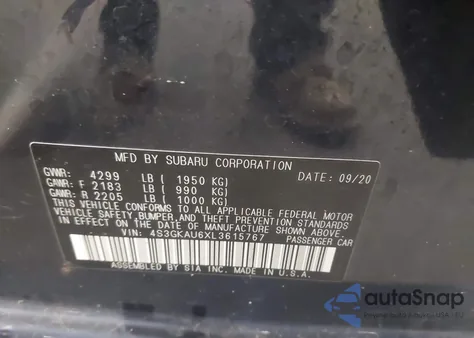 MFD BY SUBARU CORPORATION DATE: 09/20
GVWR: 4299 LB ( 1950 KG)
GAWR: F 2183 LB ( 990 KG)
GAWR: R 2205 LB ( 1000 KG)
THIS VEHICLE CONFORMS TO ALL APPLICABLE FEDERAL MOTOR
VEHICLE SAFETY, BUMPER, AND THEFT PREVENTION STANDARDS
IN EFFECT ON THE DATE OF MANUFACTURE SHOWN ABOVE.
VIN: 4S3GKAU6XL3615767 PASSENGER CAR
ASSEMBLED BY SIA INC. MADE IN U.S.A.
autoSnap